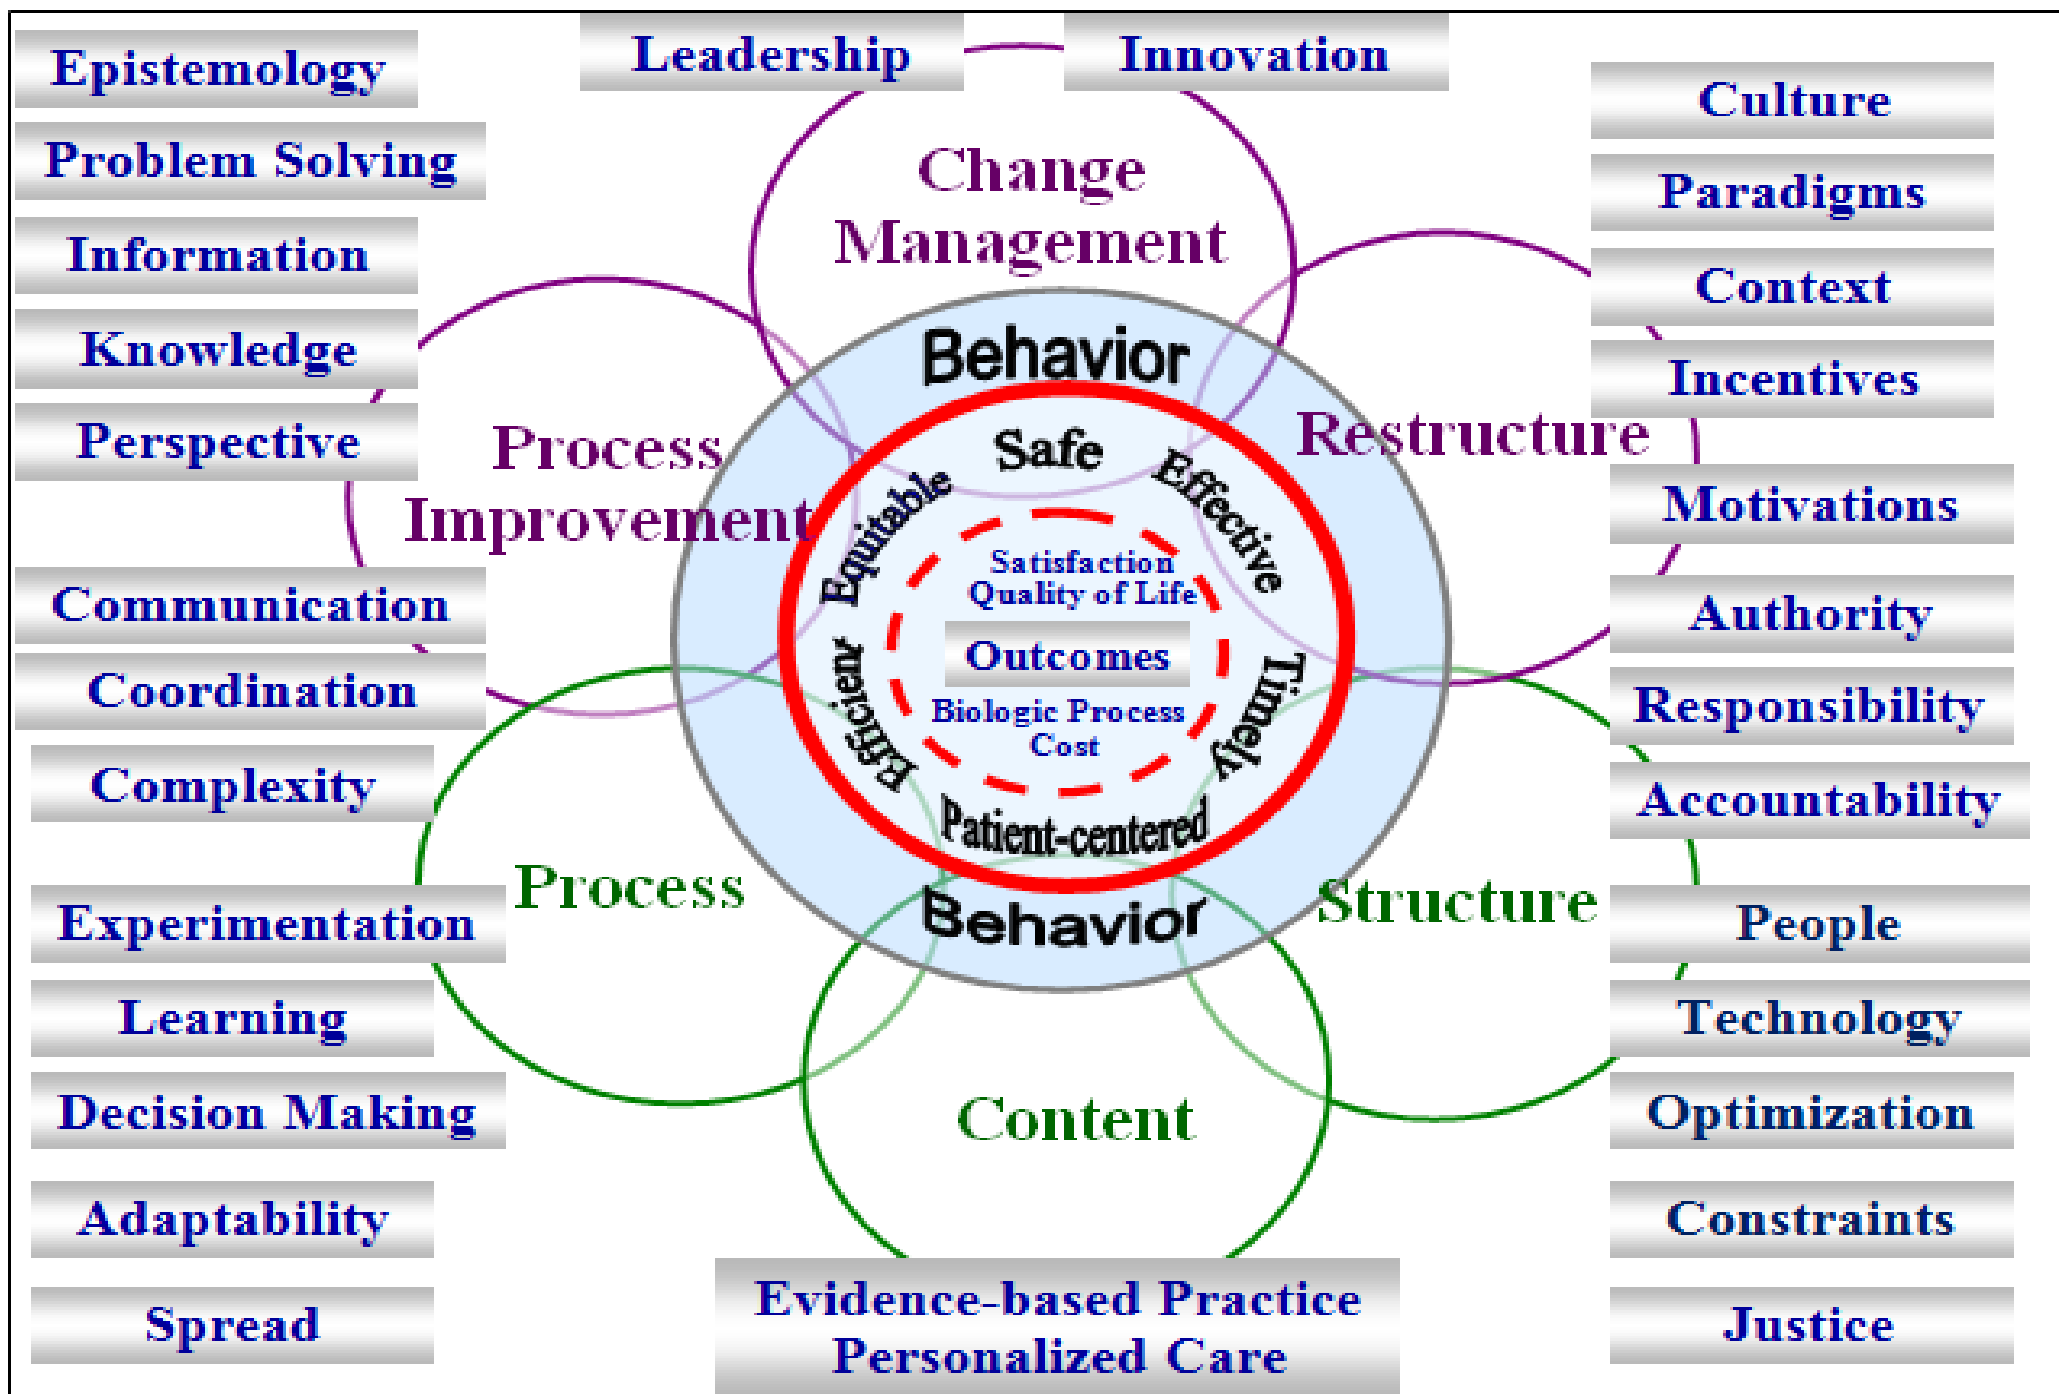 Leadership
Innovation
Epistemology
Problem Solving
Information
Knowledge
Perspective
Communication
Coordination
Complexity
Experimentation
Learning
Decision Making
Adaptability
Spread
Change
Management
Process
Improvement
Restructure
Process
Structure
Content
Behavior
Safe
Effective
Timely
Patient-centered
Efficient
Equitable
Satisfaction
Quality of Life
Outcomes
Biologic Process
Cost
Behavior
Culture
Paradigms
Context
Incentives
Motivations
Authority
Responsibility
Accountability
People
Technology
Optimization
Constraints
Justice
Evidence-based Practice
Personalized Care